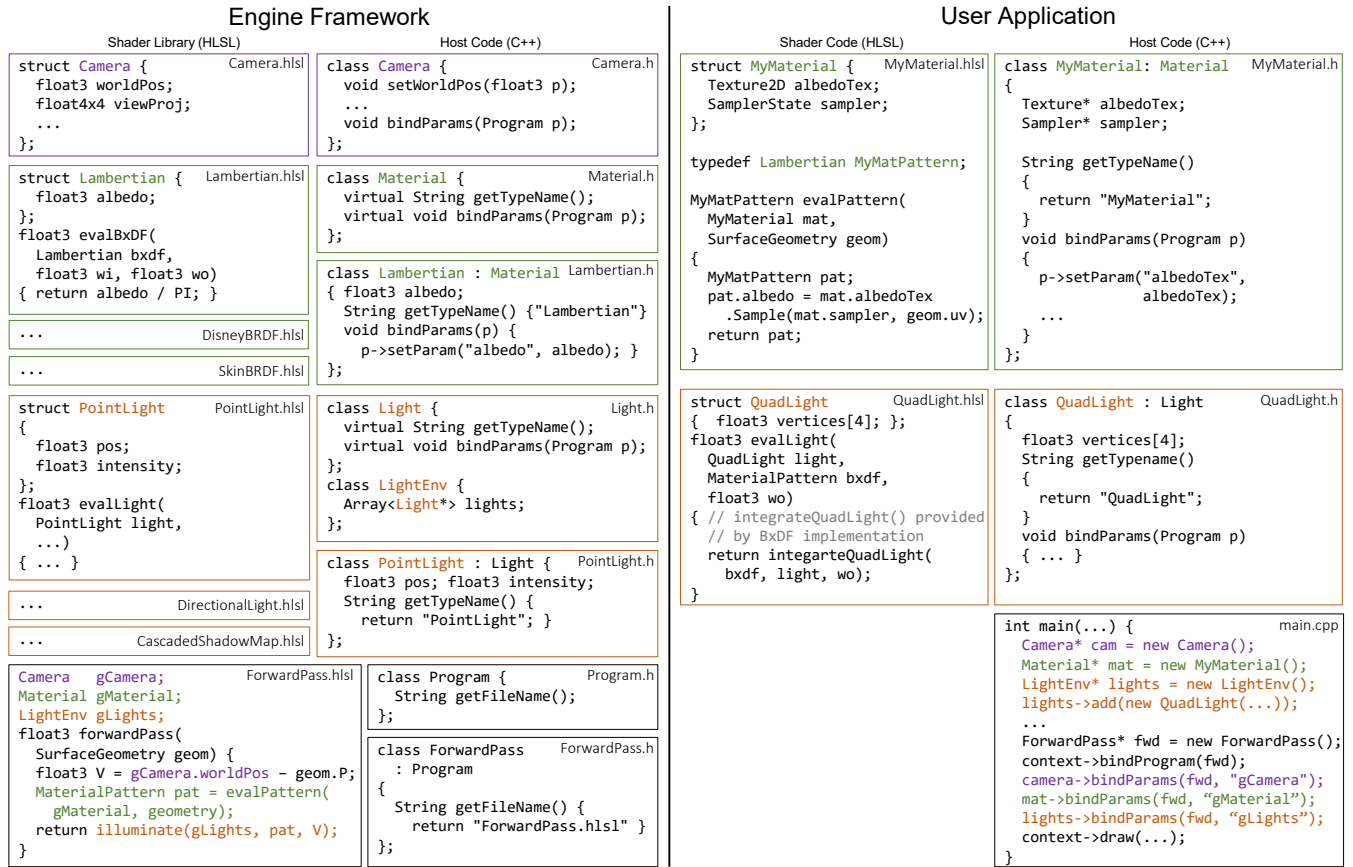 Engine Framework
Shader Library (HLSL)
struct Camera { Camera.hlsl
float3 worldPos;
float4x4 viewProj;
...
};
struct Lambertian { Lambertian.hlsl
float3 albedo;
};
float3 evalBxDF(
Lambertian bxdf,
float3 wi, float3 wo)
{ return albedo / PI; }
... DisneyBRDF.hlsl
... SkinBRDF.hlsl
struct PointLight PointLight.hlsl
{
float3 pos;
float3 intensity;
};
float3 evalLight(
PointLight light,
...)
{ ... }
... DirectionalLight.hlsl
... CascadedShadowMap.hlsl
Camera gCamera; ForwardPass.hlsl
Material gMaterial;
LightEnv gLights;
float3 forwardPass(
SurfaceGeometry geom) {
float3 V = gCamera.worldPos – geom.P;
MaterialPattern pat = evalPattern(
gMaterial, geometry);
return illuminate(gLights, pat, V);
}
Host Code (C++)
class Camera { Camera.h
void setWorldPos(float3 p);
...
void bindParams(Program p);
};
class Material { Material.h
virtual String getTypeName();
virtual void bindParams(Program p);
};
class Lambertian : Material Lambertian.h
{ float3 albedo;
String getTypeName() {"Lambertian"}
void bindParams(p) {
p->setParam("albedo", albedo); }
};
class Light { Light.h
virtual String getTypeName();
virtual void bindParams(Program p);
};
class LightEnv {
Array<Light*> lights;
};
class PointLight : Light { PointLight.h
float3 pos; float3 intensity;
String getTypeName() {
return "PointLight"; }
};
class Program { Program.h
String getFileName();
};
class ForwardPass ForwardPass.h
: Program
{
String getFileName() {
return "ForwardPass.hlsl" }
};
User Application
Shader Code (HLSL)
struct MyMaterial { MyMaterial.hlsl
Texture2D albedoTex;
SamplerState sampler;
};
typedef Lambertian MyMatPattern;
MyMatPattern evalPattern(
MyMaterial mat,
SurfaceGeometry geom)
{
MyMatPattern pat;
pat.albedo = mat.albedoTex
.Sample(mat.sampler, geom.uv);
return pat;
}
struct QuadLight QuadLight.hlsl
{ float3 vertices[4]; };
float3 evalLight(
QuadLight light,
MaterialPattern bxdf,
float3 wo)
{ // integrateQuadLight() provided
// by BxDF implementation
return integarteQuadLight(
bxdf, light, wo);
}
Host Code (C++)
class MyMaterial: Material MyMaterial.h
{
Texture* albedoTex;
Sampler* sampler;
String getTypeName()
{
return "MyMaterial";
}
void bindParams(Program p)
{
p->setParam("albedoTex",
albedoTex);
...
}
};
class QuadLight : Light QuadLight.h
{
float3 vertices[4];
String getTypename()
{
return "QuadLight";
}
void bindParams(Program p)
{ ... }
};
int main(...) { main.cpp
Camera* cam = new Camera();
Material* mat = new MyMaterial();
LightEnv* lights = new LightEnv();
lights->add(new QuadLight(...));
...
ForwardPass* fwd = new ForwardPass();
context->bindProgram(fwd);
camera->bindParams(fwd, "gCamera");
mat->bindParams(fwd, “gMaterial”);
lights->bindParams(fwd, “gLights”);
context->draw(...);
}